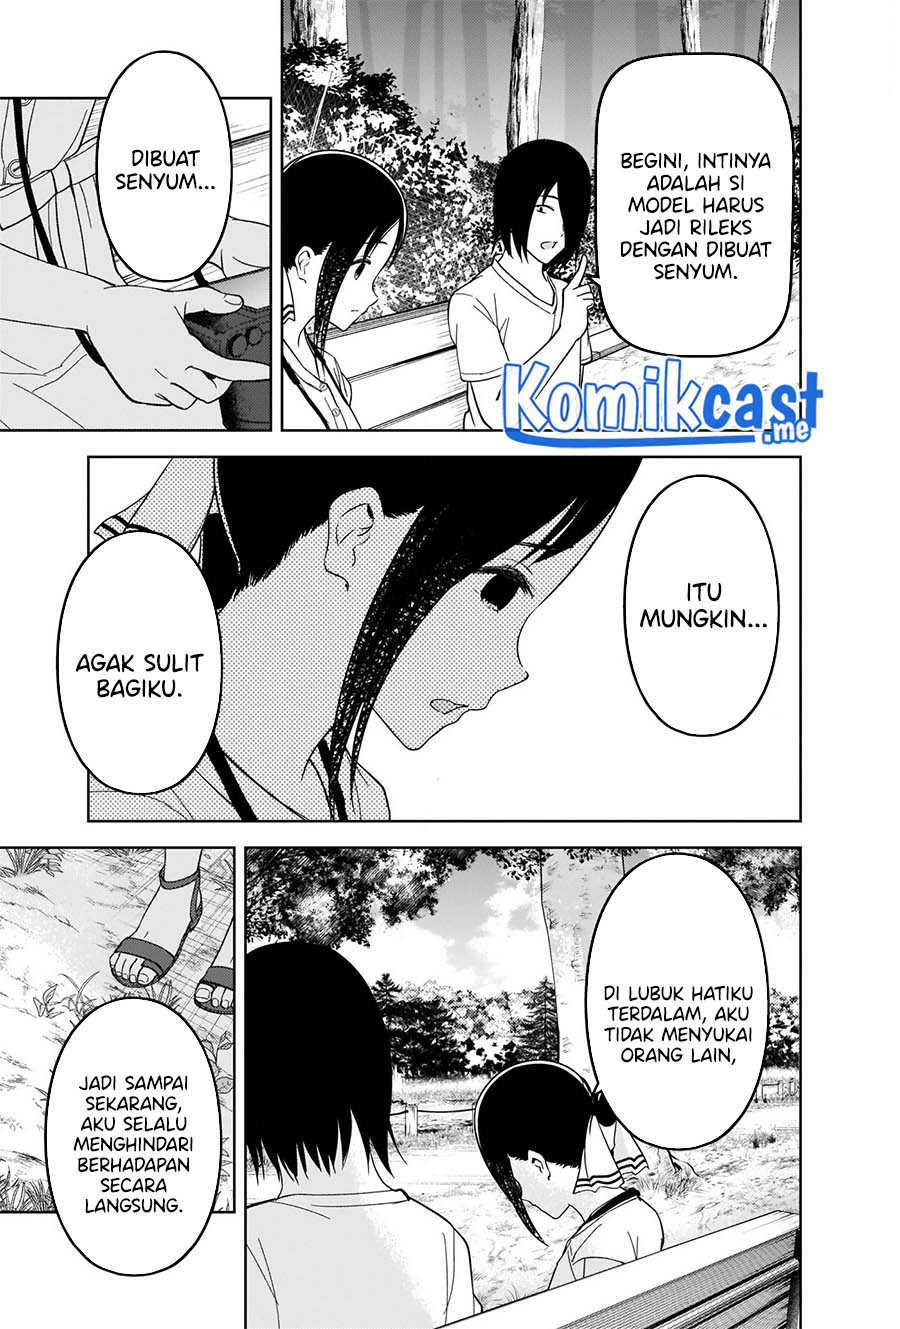 BEGINI, INTINYA
ADALAH SI
MODEL HARUS
JADI RILEKS
DENGAN DIBUAT
SENYUM.
DIBUAT
SENYUM...
Komikcast
.me
ITU
MUNGKIN...
AGAK SULIT
BAGIKU.
DI LUBUK HATIKU
TERDALAM, AKU
TIDAK MENYUKAI
ORANG LAIN,
JADI SAMPAI
SEKARANG,
AKU SELALU
MENGHINDARI
BERHADAPAN
SECARA
LANGSUNG.